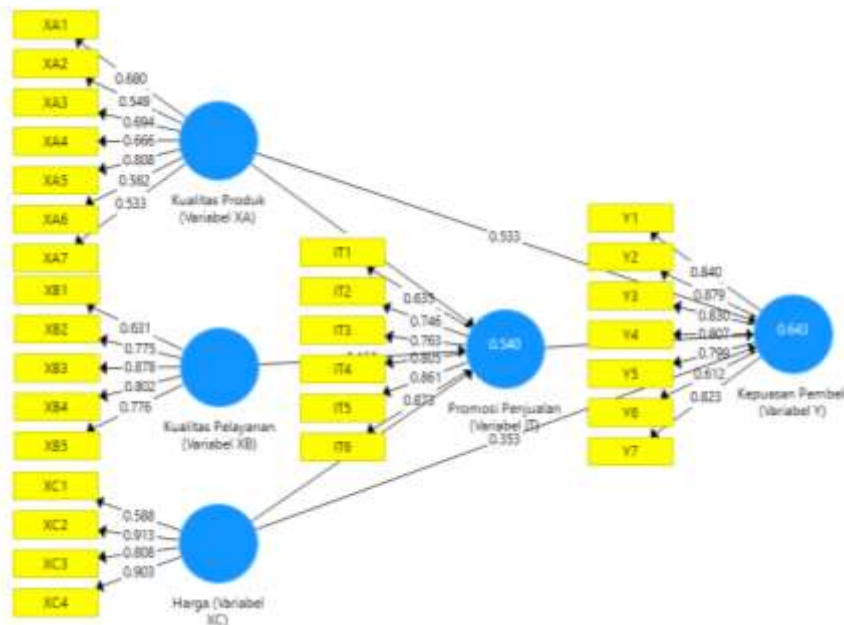 XA1
XA2
XA3
XA4
XA5
XA6
XA7
0.680
0.549
0.694
0.666
0.808
0.582
0.533
Kualitas Produk
(Variabel XA)
XB1
XB2
XB3
XB4
XB5
0.631
0.775
0.878
0.802
0.776
Kualitas Pelayanan
(Variabel XB)
XC1
XC2
XC3
XC4
0.588
0.913
0.808
0.903
Harga (Variabel
XC)
IT1
IT2
IT3
IT4
IT5
IT6
0.635
0.746
0.763
0.805
0.861
0.873
0.540
Promosi Penjualan
(Variabel IT)
0.533
0.353
Y1
Y2
Y3
Y4
Y5
Y6
Y7
0.840
0.879
0.830
0.807
0.799
0.612
0.823
0.643
Kepuasan Pembel
(Variabel Y)